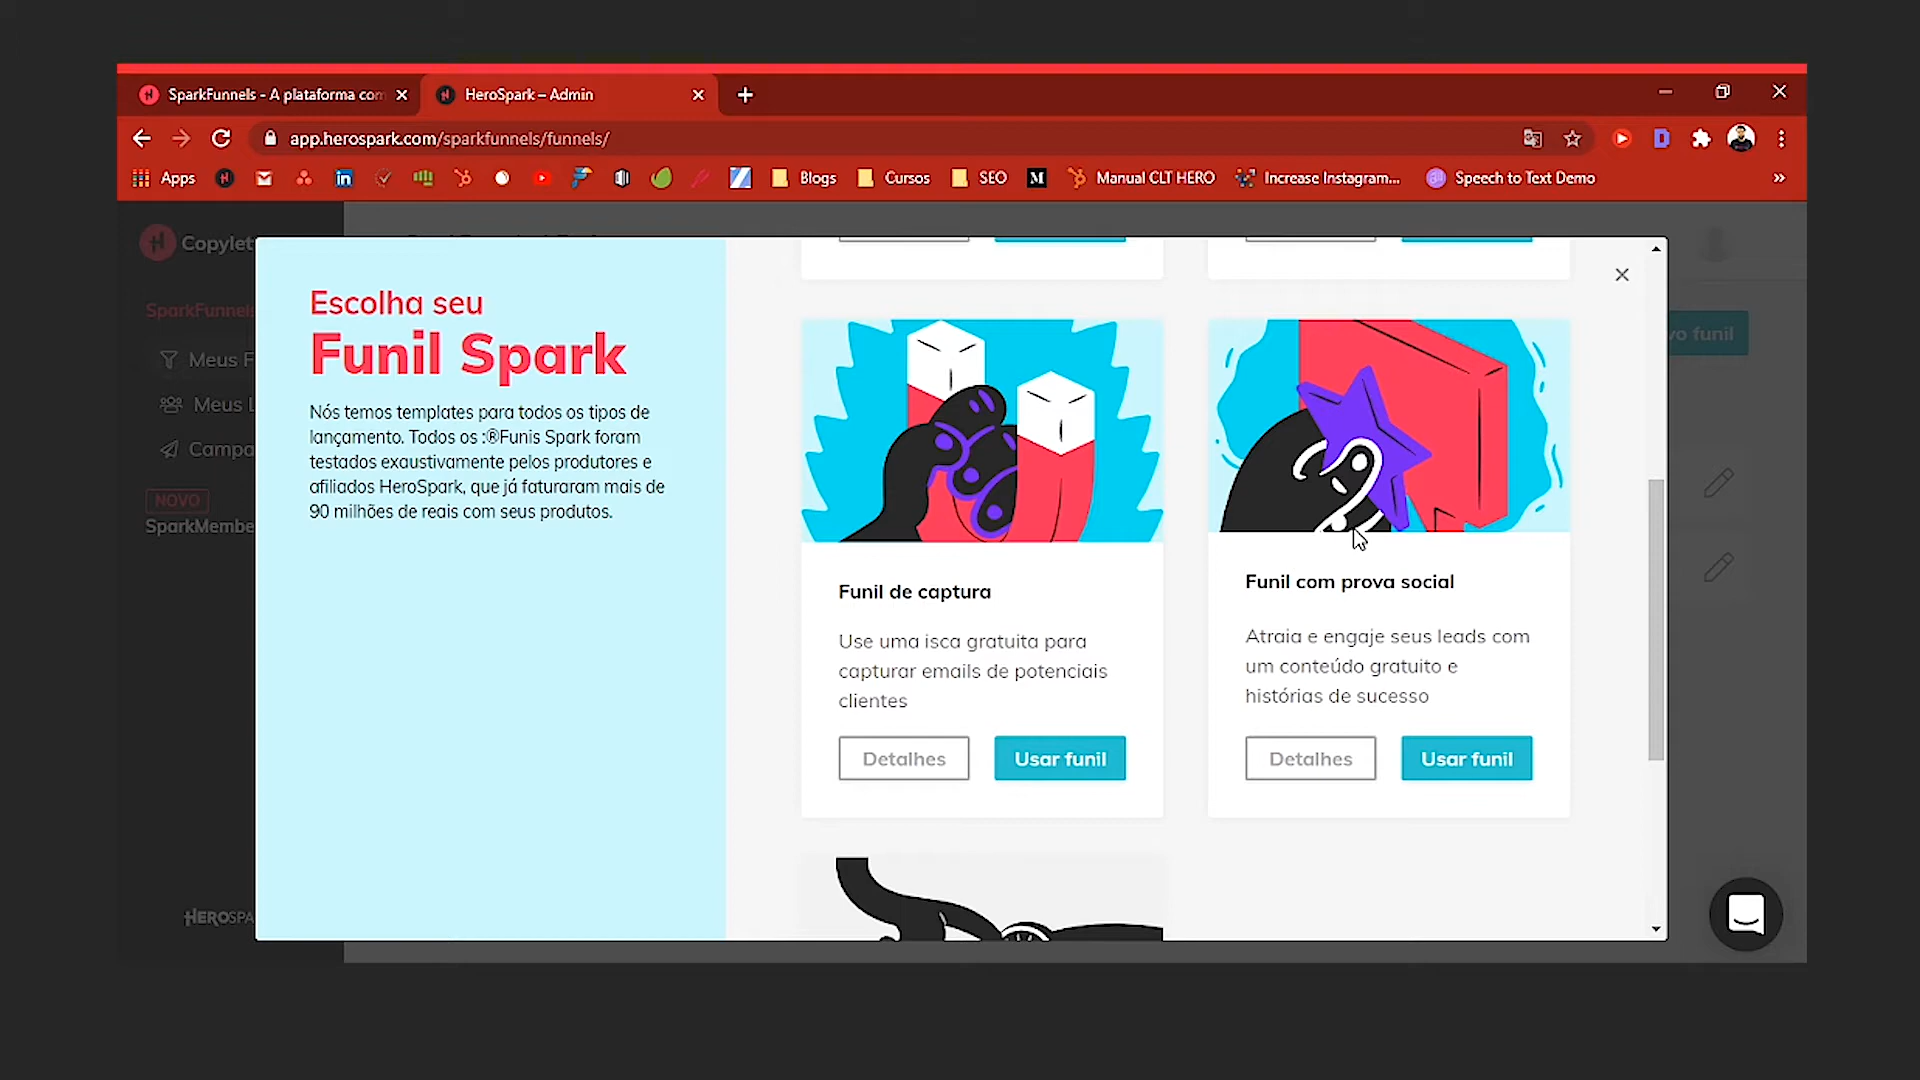 SparkFunnels - A plataforma com
HeroSpark – Admin
app.herospark.com/sparkfunnels/funnels/
Apps
Blogs
Cursos
SEO
Manual CLT HERO
Increase Instagram...
Speech to Text Demo
»
Copylet
SparkFunnels
Meus F
Meus L
Campa
NOVO
SparkMembe
HEROSPA
Escolha seu
Funil Spark
Nós temos templates para todos os tipos de
lançamento. Todos os :®Funis Spark foram
testados exaustivamente pelos produtores e
afiliados HeroSpark, que já faturaram mais de
90 milhões de reais com seus produtos.
Funil de captura
Use uma isca gratuita para
capturar emails de potenciais
clientes
Detalhes
Usar funil
Funil com prova social
Atraia e engaje seus leads com
um conteúdo gratuito e
histórias de sucesso
Detalhes
Usar funil
vo funil